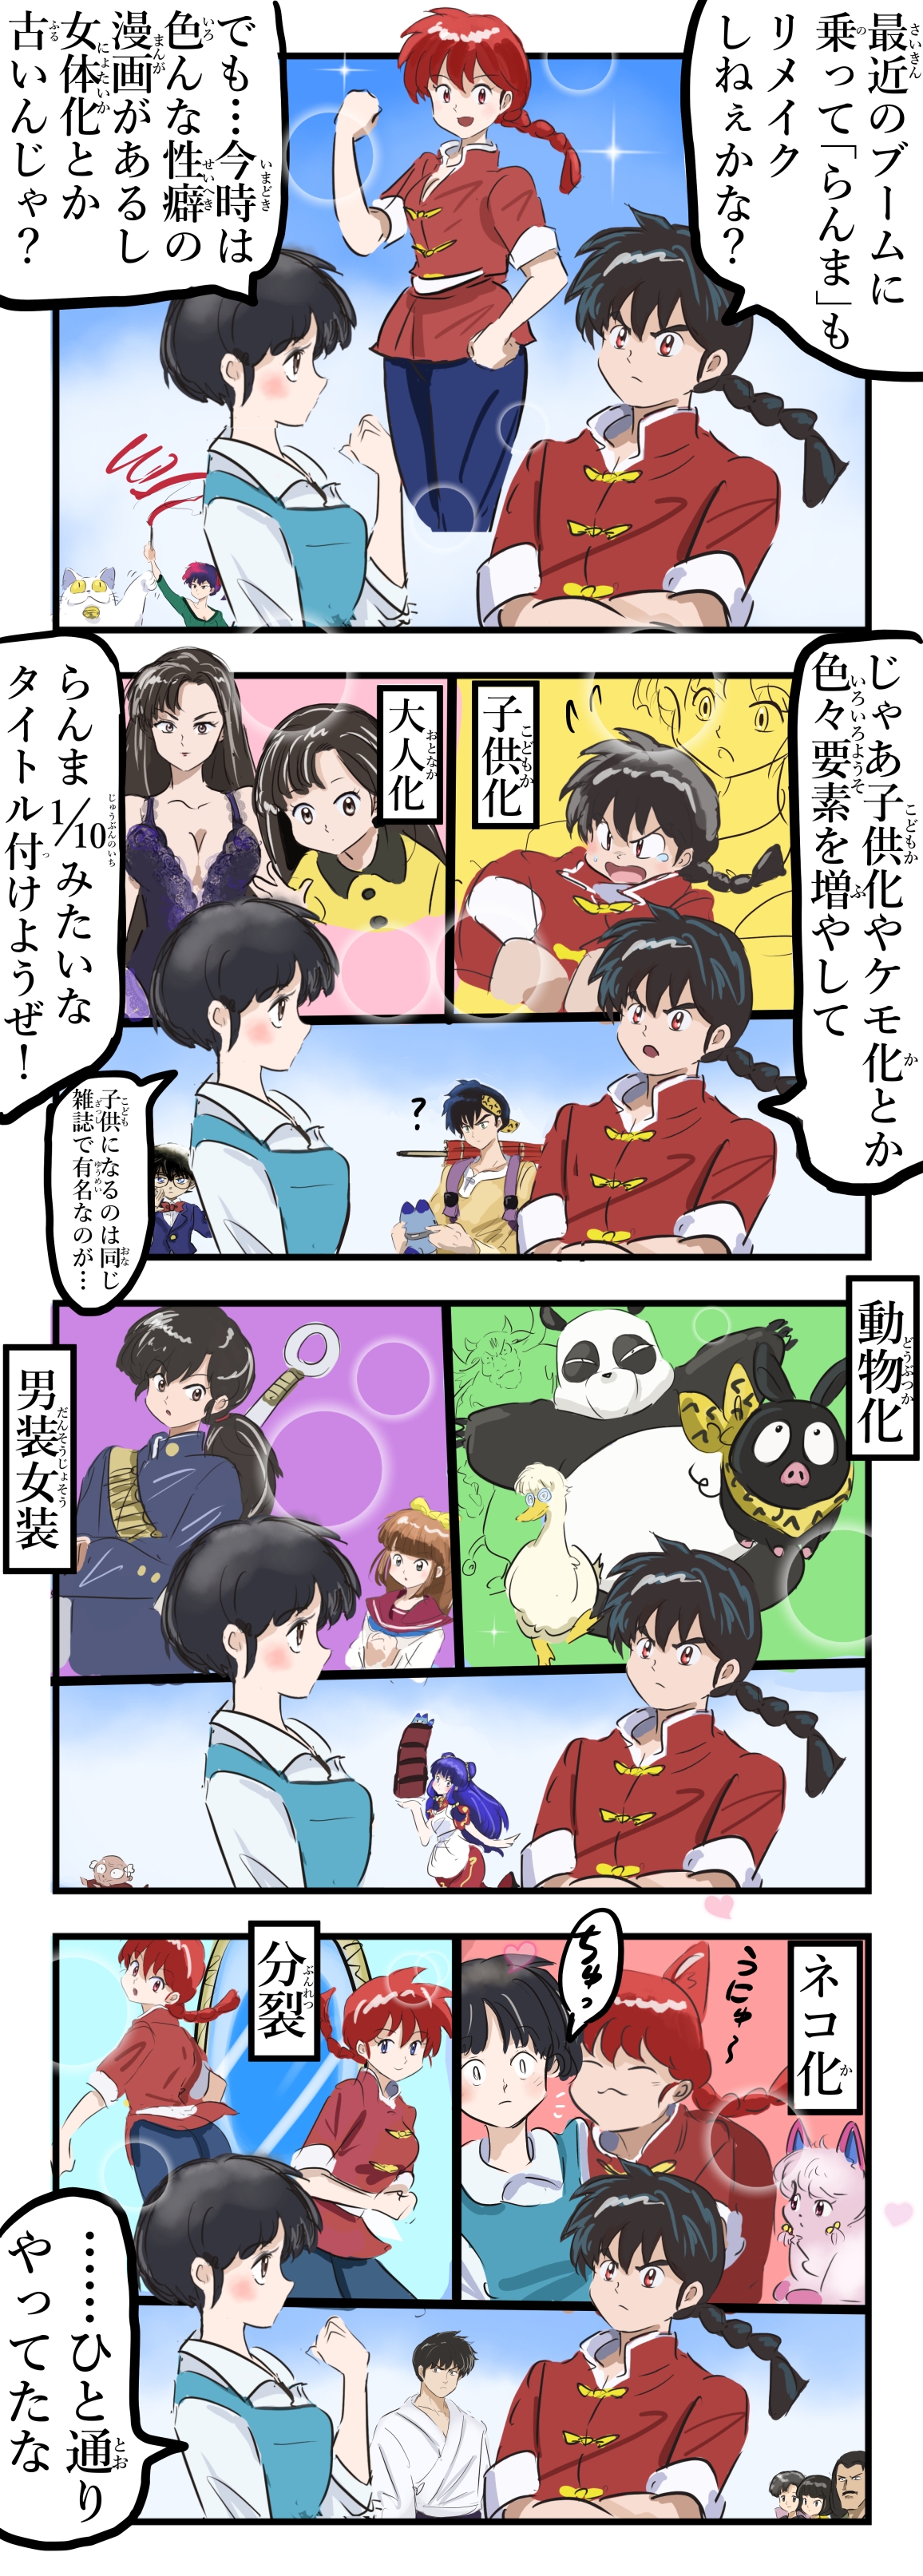 最近のブームに
乗って「らんま」も
リメイク
しねぇかな？
でも…今時は
色んな性癖の
漫画があるし
女体化とか
古いんじゃ？
じゃあ子供化やケモ化とか
色々要素を増やして
子供化
大人化
らんま1/10みたいな
タイトル付けようぜ！
?
子供になるのは同じ
雑誌で有名なのが…
動物化
男装女装
ネコ化
うにゅ～
ちゅっ
分裂
……ひと通り
やってたな